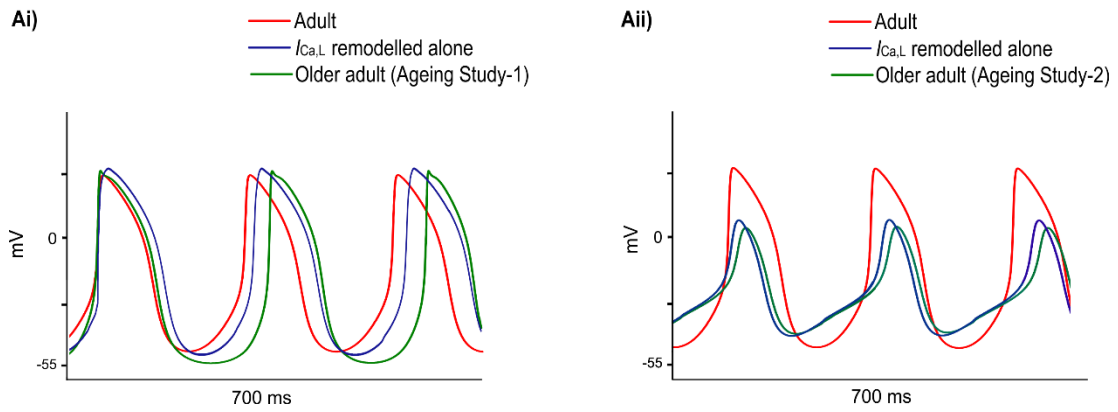 Ai)
Adult
ICa,L remodelled alone
Older adult (Ageing Study-1)
mV
0
-55
700 ms
Aii)
Adult
ICa,L remodelled alone
Older adult (Ageing Study-2)
mV
0
-55
700 ms